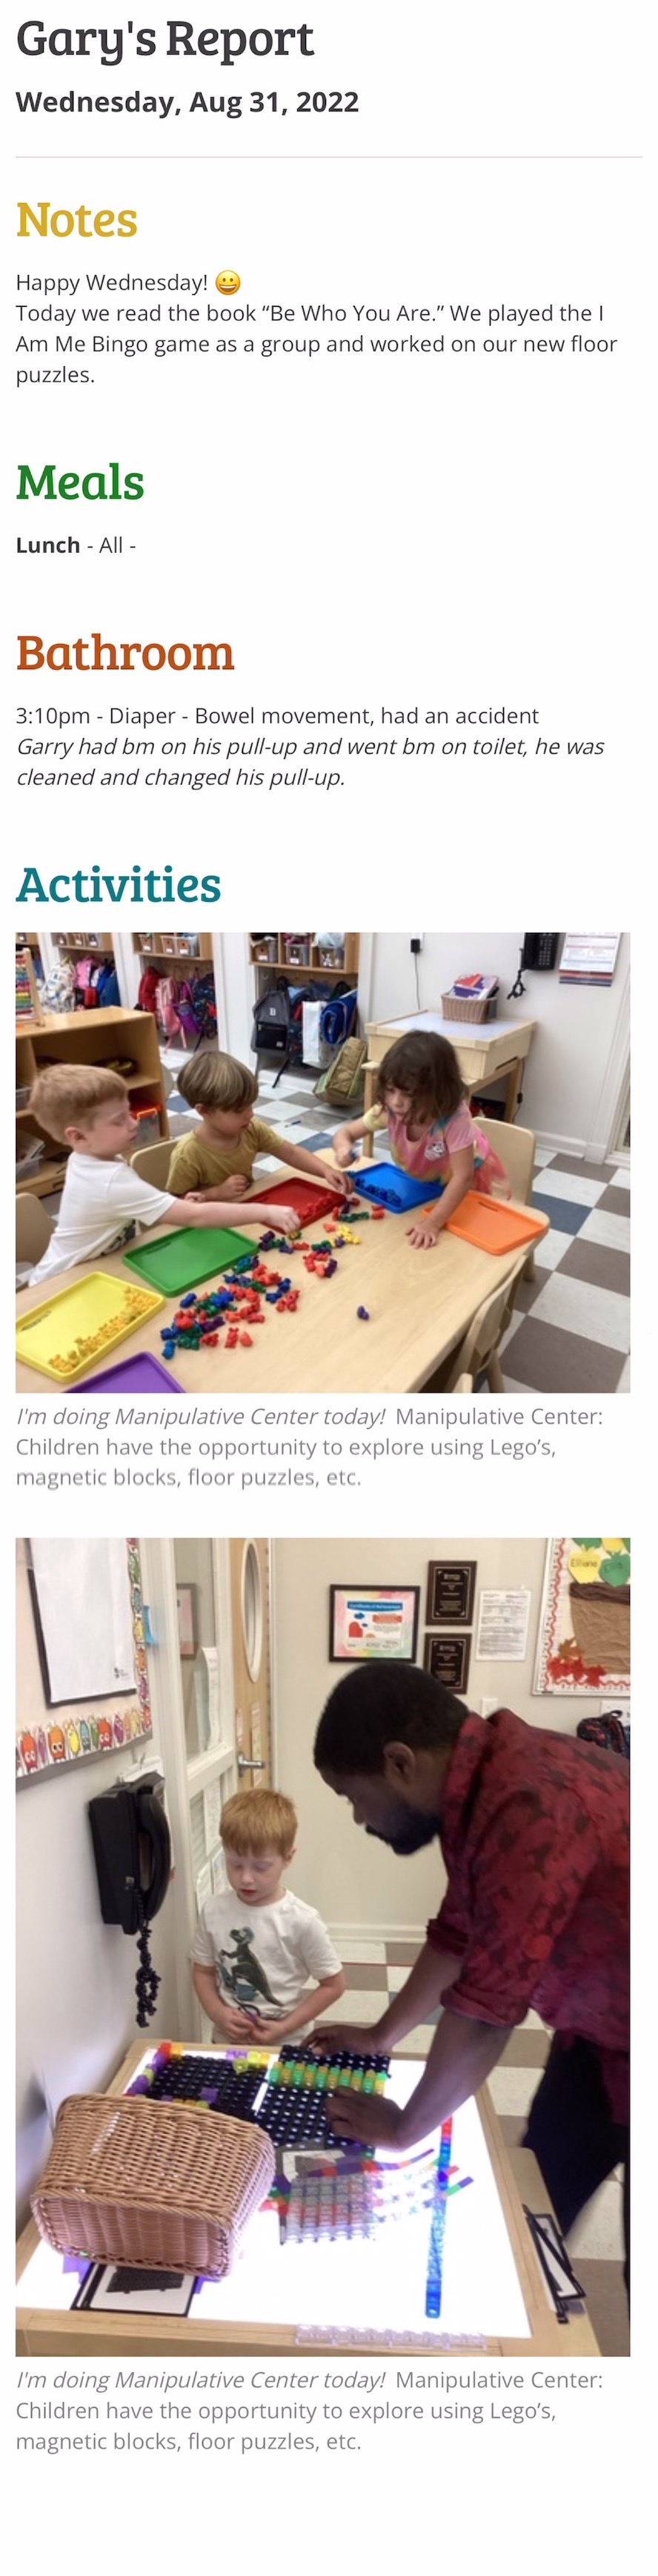 Gary's Report
Wednesday, Aug 31, 2022
Notes
Happy Wednesday! 😀
Today we read the book “Be Who You Are.” We played the I
Am Me Bingo game as a group and worked on our new floor
puzzles.
Meals
Lunch - All -
Bathroom
3:10pm - Diaper - Bowel movement, had an accident
Garry had bm on his pull-up and went bm on toilet, he was
cleaned and changed his pull-up.
Activities
I'm doing Manipulative Center today! Manipulative Center:
Children have the opportunity to explore using Lego’s,
magnetic blocks, floor puzzles, etc.
Elliana
I'm doing Manipulative Center today! Manipulative Center:
Children have the opportunity to explore using Lego’s,
magnetic blocks, floor puzzles, etc.